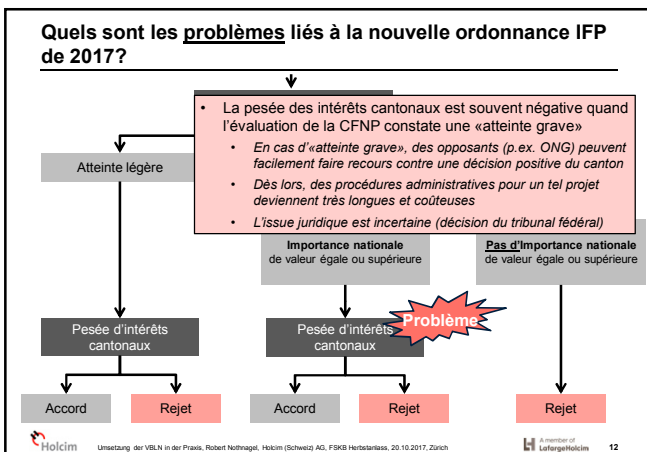 Quels sont les problèmes liés à la nouvelle ordonnance IFP
de 2017?
• La pesée des intérêts cantonaux est souvent négative quand
l'évaluation de la CFNP constate une «atteinte grave»
• En cas d'«atteinte grave», des opposants (p.ex. ONG) peuvent
facilement faire recours contre une décision positive du canton
• Dès lors, des procédures administratives pour un tel projet
deviennent très longues et coûteuses
• L'issue juridique est incertaine (décision du tribunal fédéral)
Atteinte légère
Importance nationale
de valeur égale ou supérieure
Pas d'Importance nationale
de valeur égale ou supérieure
Problème
Pesée d'intérêts
cantonaux
Pesée d'intérêts
cantonaux
Accord
Rejet
Accord
Rejet
Rejet
Holcim
Umsetzung der VBLN in der Praxis, Robert Nothnagel, Holcim (Schweiz) AG, FSKB Herbstanlass, 20.10.2017, Zürich
A member of
LafargeHolcim
12